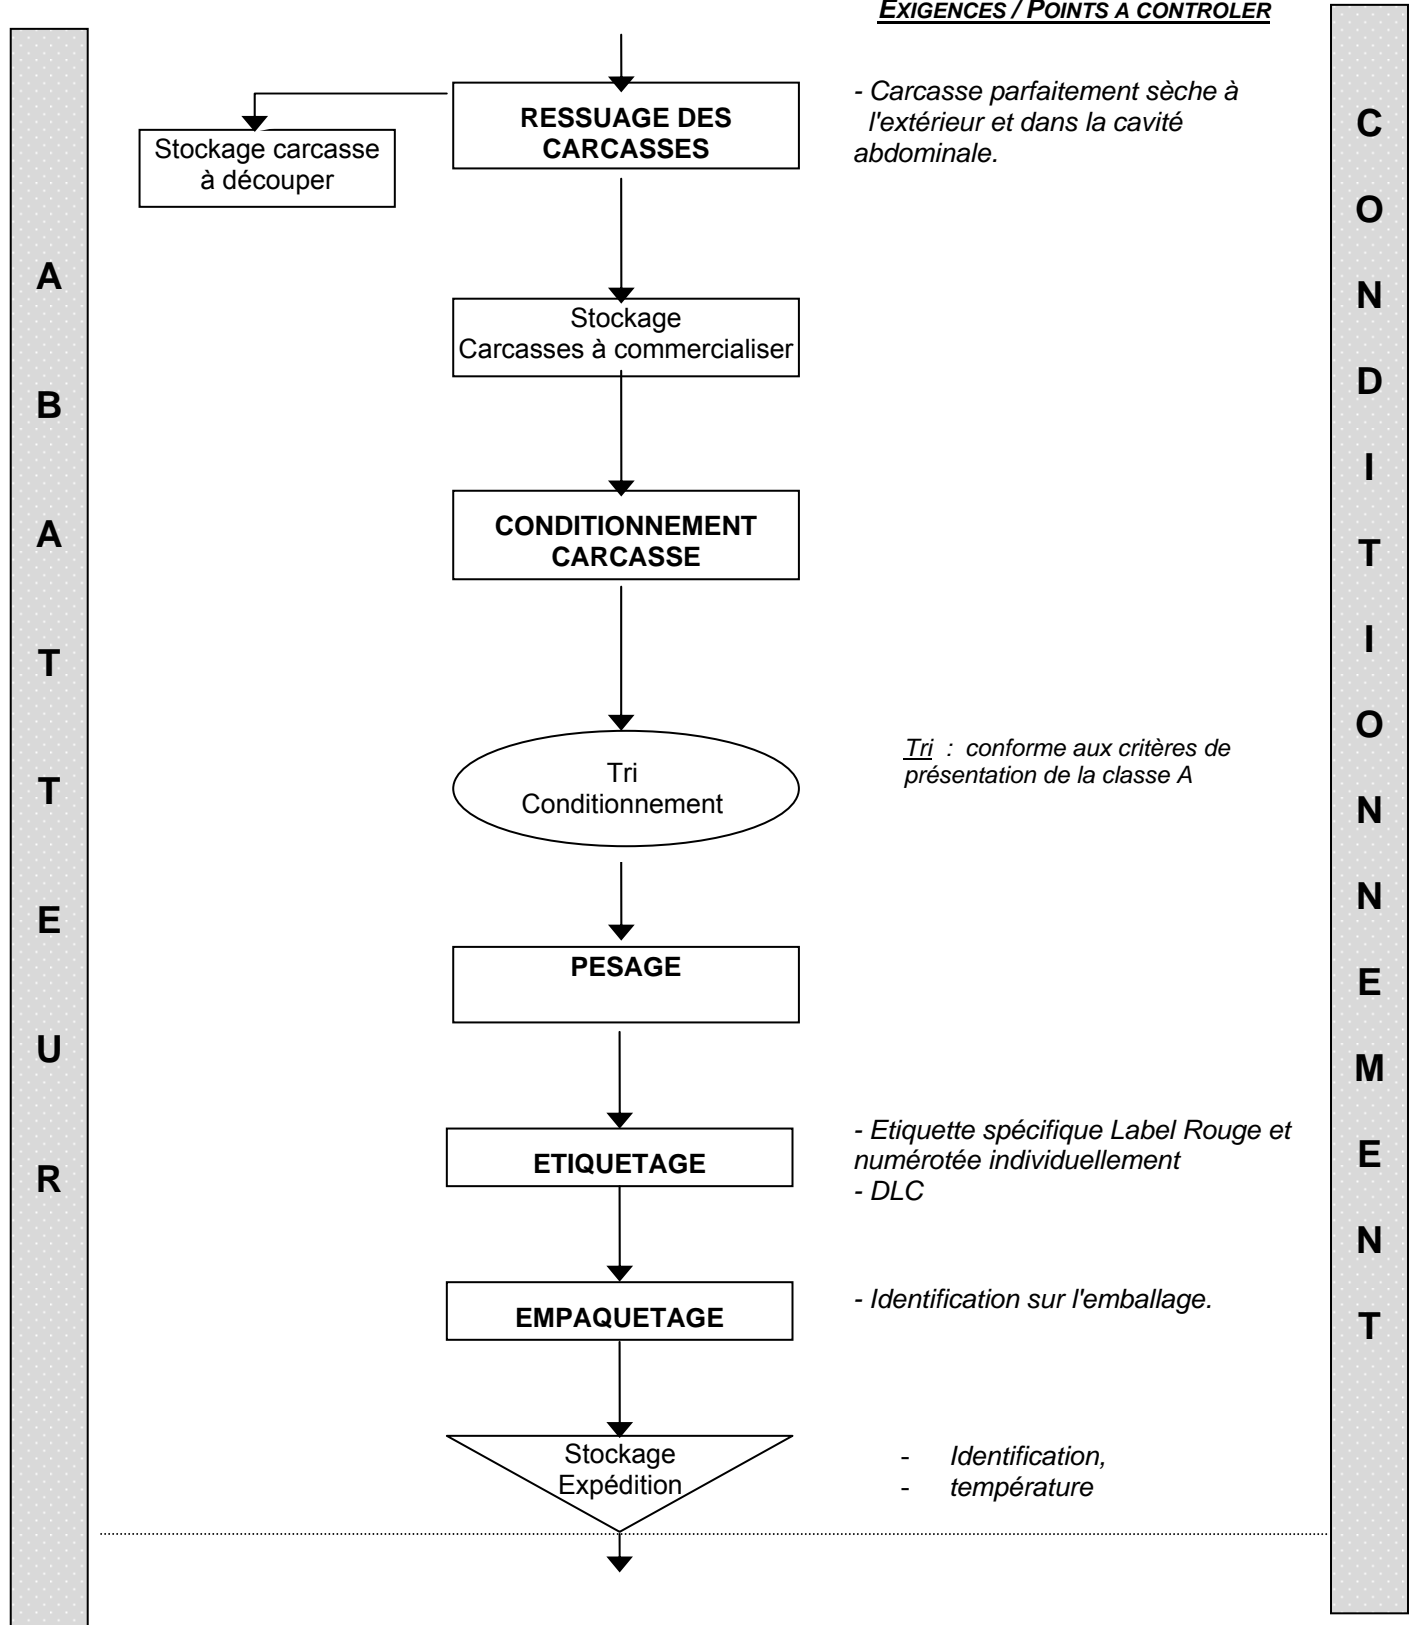 EXIGENCES / POINTS A CONTROLER
RESSUAGE DES
CARCASSES
- Carcasse parfaitement sèche à
l'extérieur et dans la cavité
abdominale.
Stockage carcasse
à découper
Stockage
Carcasses à commercialiser
CONDITIONNEMENT
CARCASSE
Tri
Conditionnement
Tri : conforme aux critères de
présentation de la classe A
PESAGE
ETIQUETAGE
- Etiquette spécifique Label Rouge et
numérotée individuellement
- DLC
EMPAQUETAGE
- Identification sur l'emballage.
Stockage
Expédition
- Identification,
- température
A
B
A
T
T
E
U
R
C
O
N
D
I
T
I
O
N
N
E
M
E
N
T